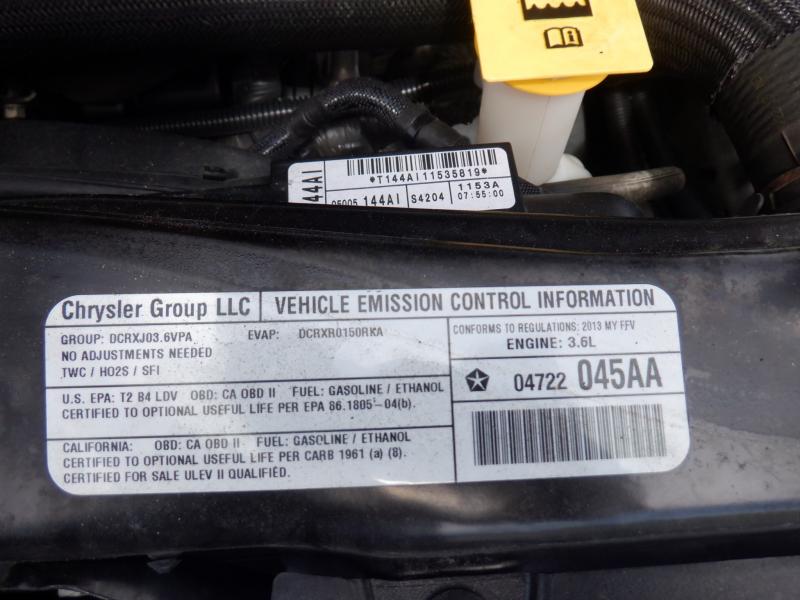 *T144AI11535819*
44AI
05005 144AI S4204 1153A 07:55:00
Chrysler Group LLC VEHICLE EMISSION CONTROL INFORMATION
GROUP: DCRXJ03.6VPA EVAP: DCRXR0150RKA
NO ADJUSTMENTS NEEDED
TWC / HO2S / SFI
CONFORMS TO REGULATIONS: 2013 MY FFV
ENGINE: 3.6L
U.S. EPA: T2 B4 LDV OBD: CA OBD II FUEL: GASOLINE / ETHANOL
CERTIFIED TO OPTIONAL USEFUL LIFE PER EPA 86.1805-04(b).
04722 045AA
CALIFORNIA: OBD: CA OBD II FUEL: GASOLINE / ETHANOL
CERTIFIED TO OPTIONAL USEFUL LIFE PER CARB 1961 (a) (8).
CERTIFIED FOR SALE ULEV II QUALIFIED.